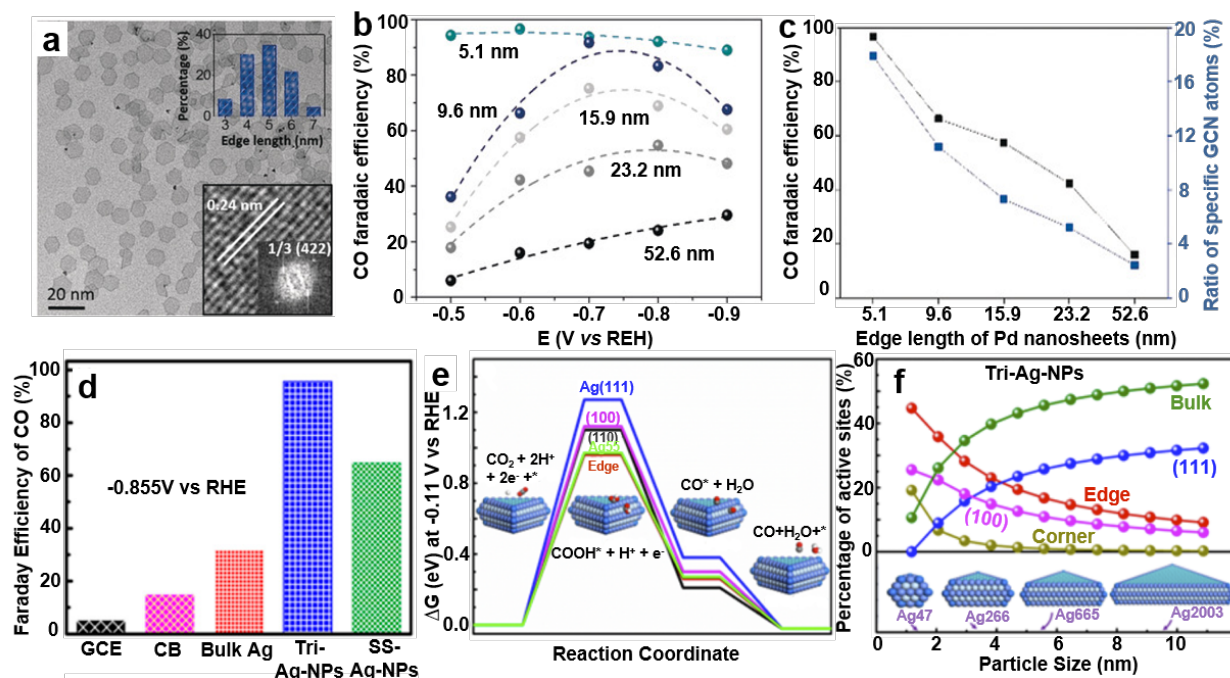 a
Percentage (%)
40
20
0
3 4 5 6 7
Edge length (nm)
0.24 nm
1/3 (422)
20 nm
b
CO faradaic efficiency (%)
100
80
60
40
20
0
5.1 nm
9.6 nm
15.9 nm
23.2 nm
52.6 nm
-0.5 -0.6 -0.7 -0.8 -0.9
E (V vs REH)
c
CO faradaic efficiency (%)
100
80
60
40
20
0
20
16
12
8
4
0
Ratio of specific GCN atoms (%)
5.1 9.6 15.9 23.2 52.6
Edge length of Pd nanosheets (nm)
d
Faraday Efficiency of CO (%)
100
80
60
40
20
0
-0.855V vs RHE
GCE CB Bulk Ag Tri-Ag-NPs SS-Ag-NPs
e
ΔG (eV) at -0.11 V vs RHE
1.2
0.8
0.4
0.0
Ag(111)
(100)
(110)
Ag55
Edge
CO2 + 2H+
+ 2e- +*
COOH* + H+ + e-
CO* + H2O
CO+H2O+*
Reaction Coordinate
f
Percentage of active sites (%)
60
50
40
20
0
Tri-Ag-NPs
Bulk
(111)
Edge
(100)
Corner
Ag47 Ag266 Ag665 Ag2003
0 2 4 6 8 10
Particle Size (nm)